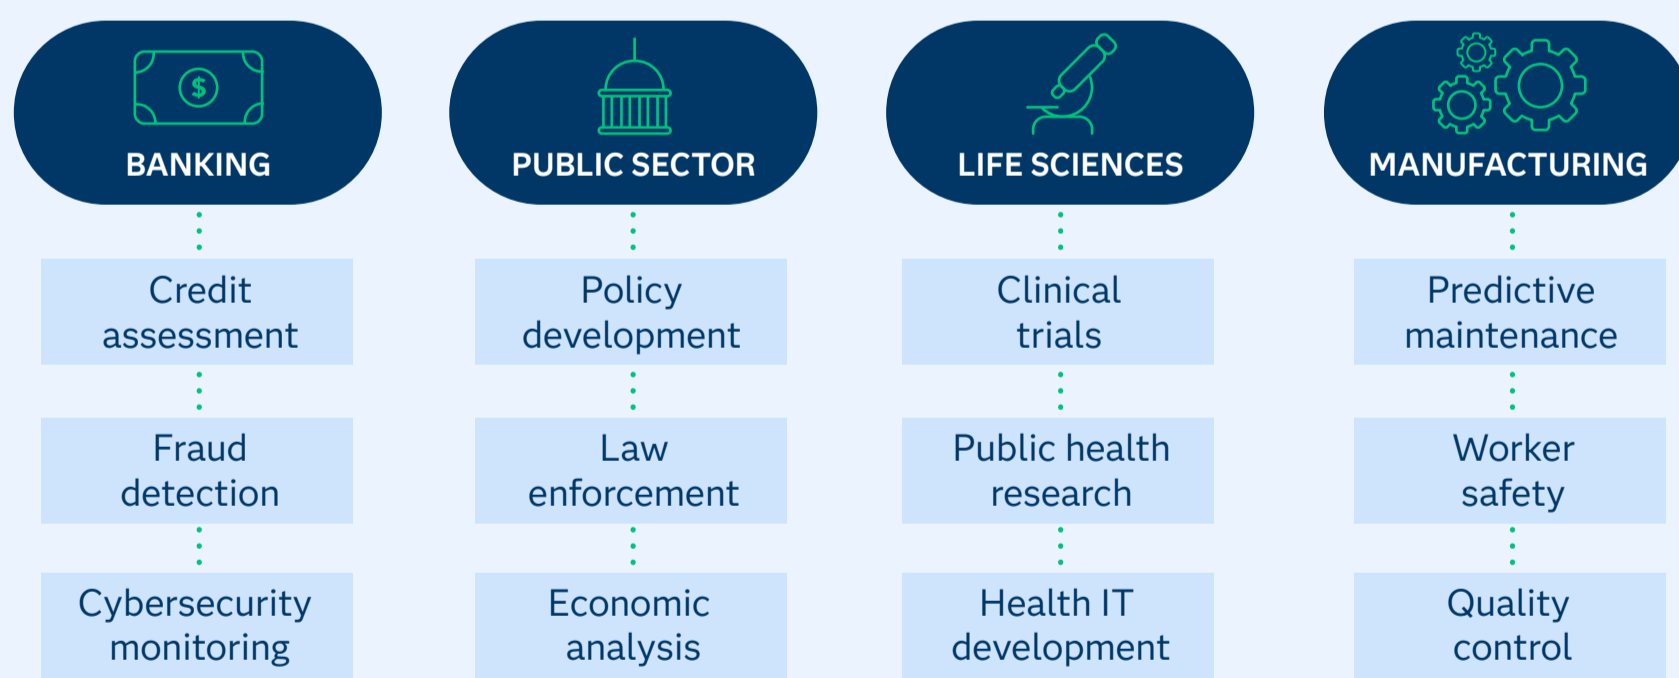 $
BANKING
Credit
assessment
Fraud
detection
Cybersecurity
monitoring
PUBLIC SECTOR
Policy
development
Law
enforcement
Economic
analysis
LIFE SCIENCES
Clinical
trials
Public health
research
Health IT
development
MANUFACTURING
Predictive
maintenance
Worker
safety
Quality
control